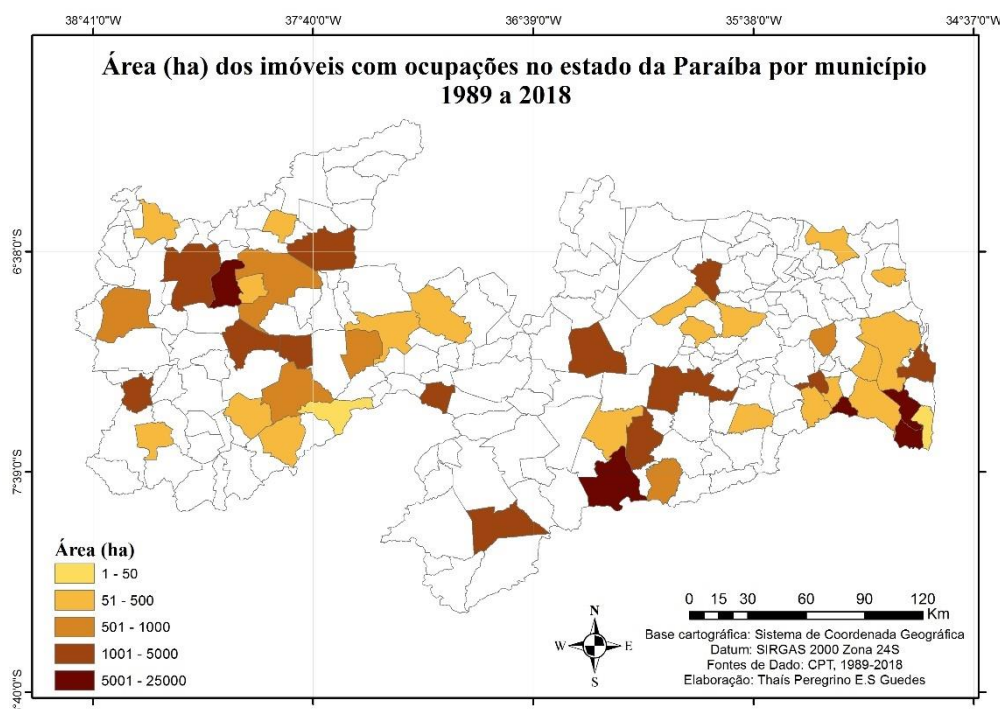 38°41'0"W 37°40'0"W 36°39'0"W 35°38'0"W 34°37'0"W
Área (ha) dos imóveis com ocupações no estado da Paraíba por município
1989 a 2018
6°38'0"S
7°39'0"S
°40'0"S
Área (ha)
1 - 50
51 - 500
501 - 1000
1001 - 5000
5001 - 25000
N
W E
S
0 15 30 60 90 120
Km
Base cartográfica: Sistema de Coordenada Geográfica
Datum: SIRGAS 2000 Zona 24S
Fontes de Dado: CPT, 1989-2018
Elaboração: Thaís Peregrino E.S Guedes